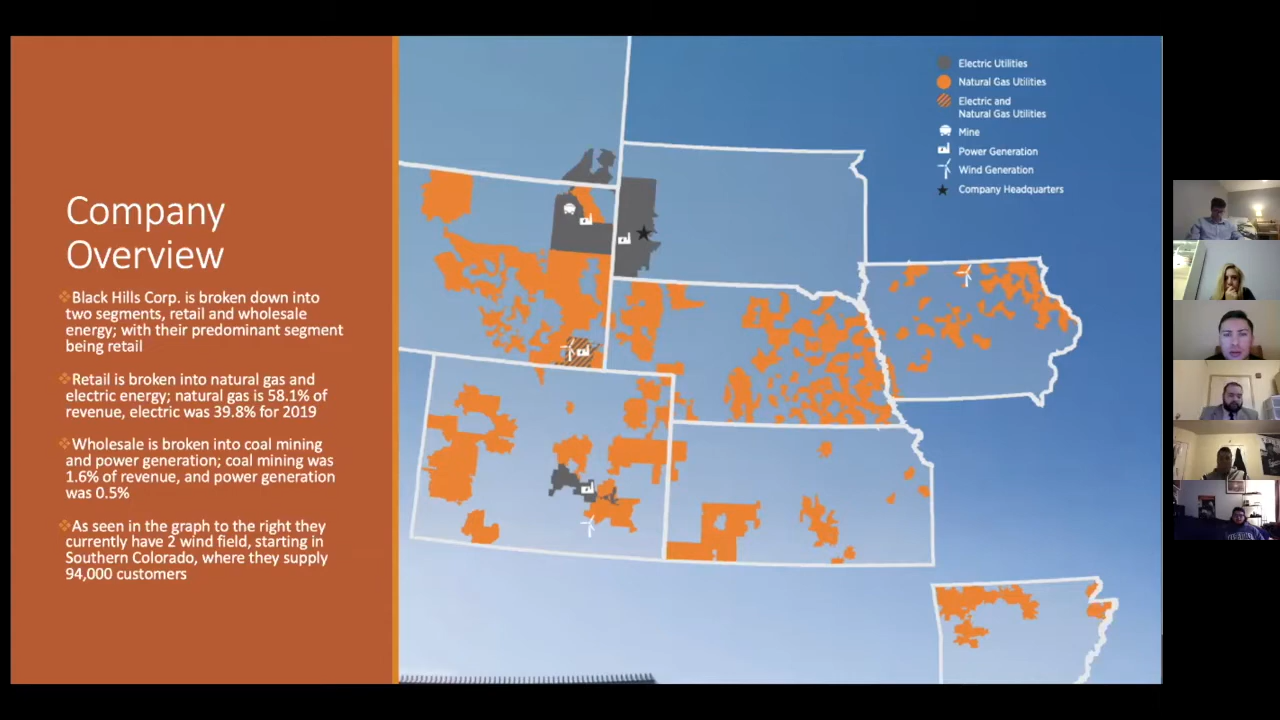 Company
Overview
Black Hills Corp. is broken down into
two segments, retail and wholesale
energy; with their predominant segment
being retail
Retail is broken into natural gas and
electric energy; natural gas is 58.1% of
revenue, electric was 39.8% for 2019
Wholesale is broken into coal mining
and power generation; coal mining was
1.6% of revenue, and power generation
was 0.5%
As seen in the graph to the right they
currently have 2 wind field, starting in
Southern Colorado, where they supply
94,000 customers
Electric Utilities
Natural Gas Utilities
Electric and
Natural Gas Utilities
Mine
Power Generation
Wind Generation
Company Headquarters